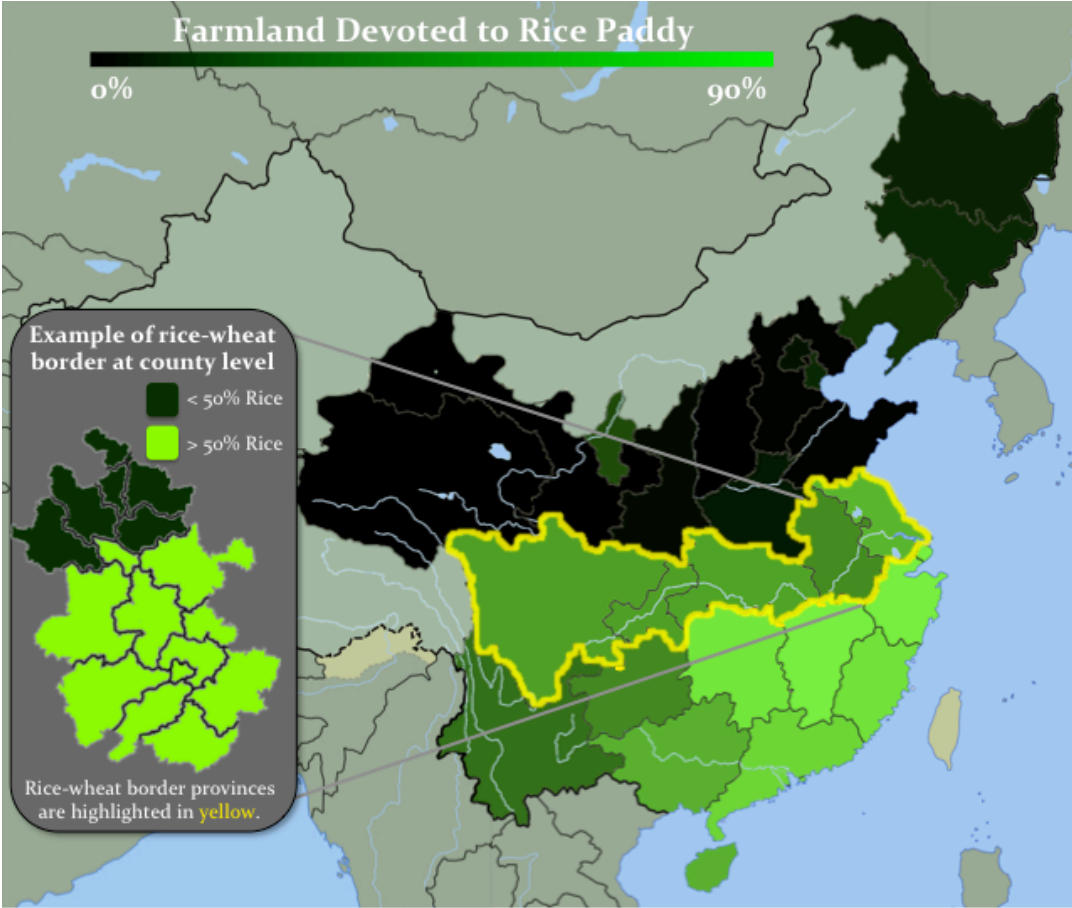 Farmland Devoted to Rice Paddy
0%
90%
Example of rice-wheat
border at county level
< 50% Rice
> 50% Rice
Rice-wheat border provinces
are highlighted in yellow.